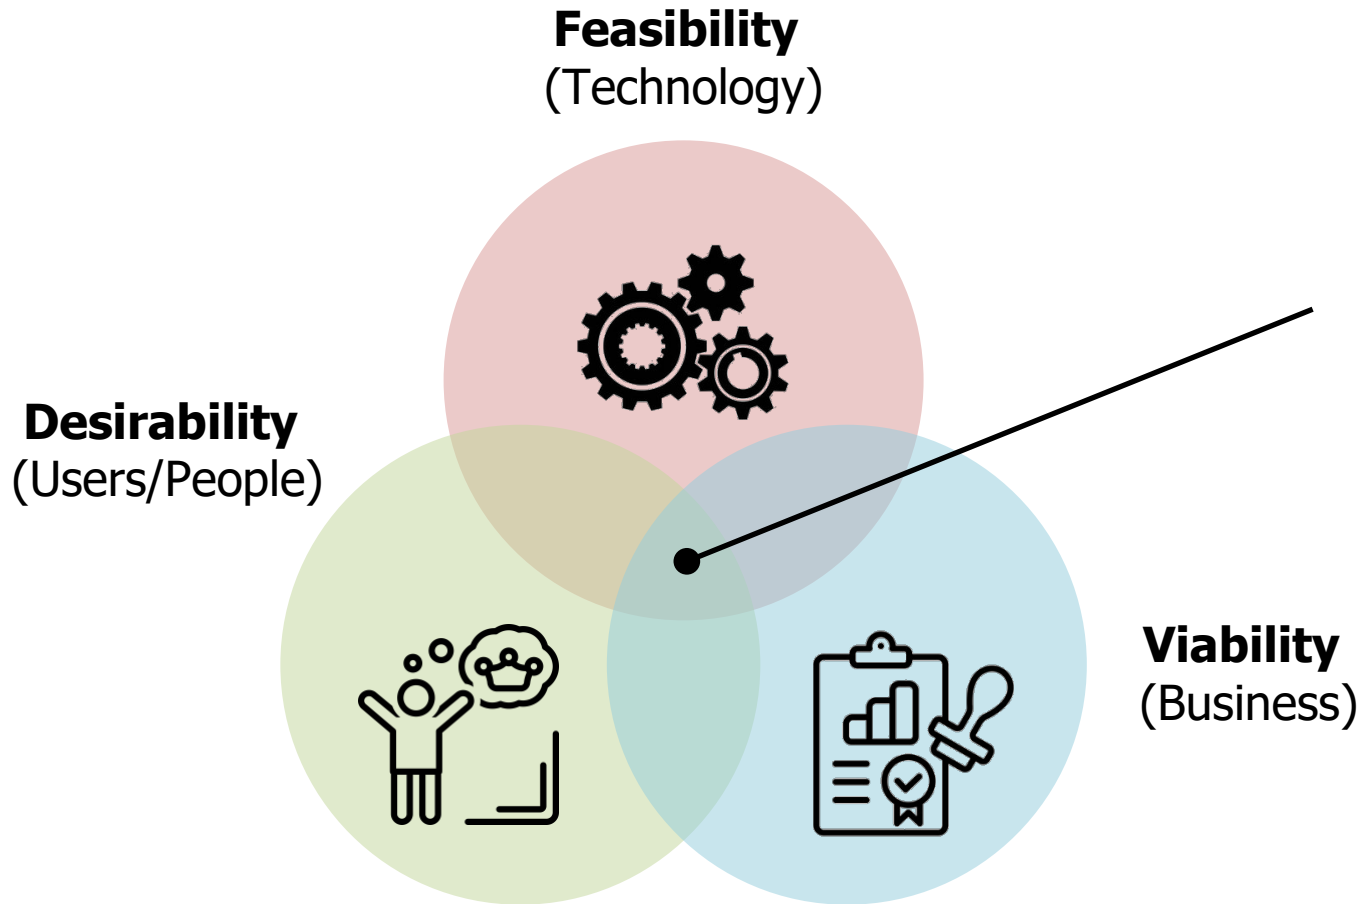 Feasibility
(Technology)
Desirability
(Users/People)
Viability
(Business)